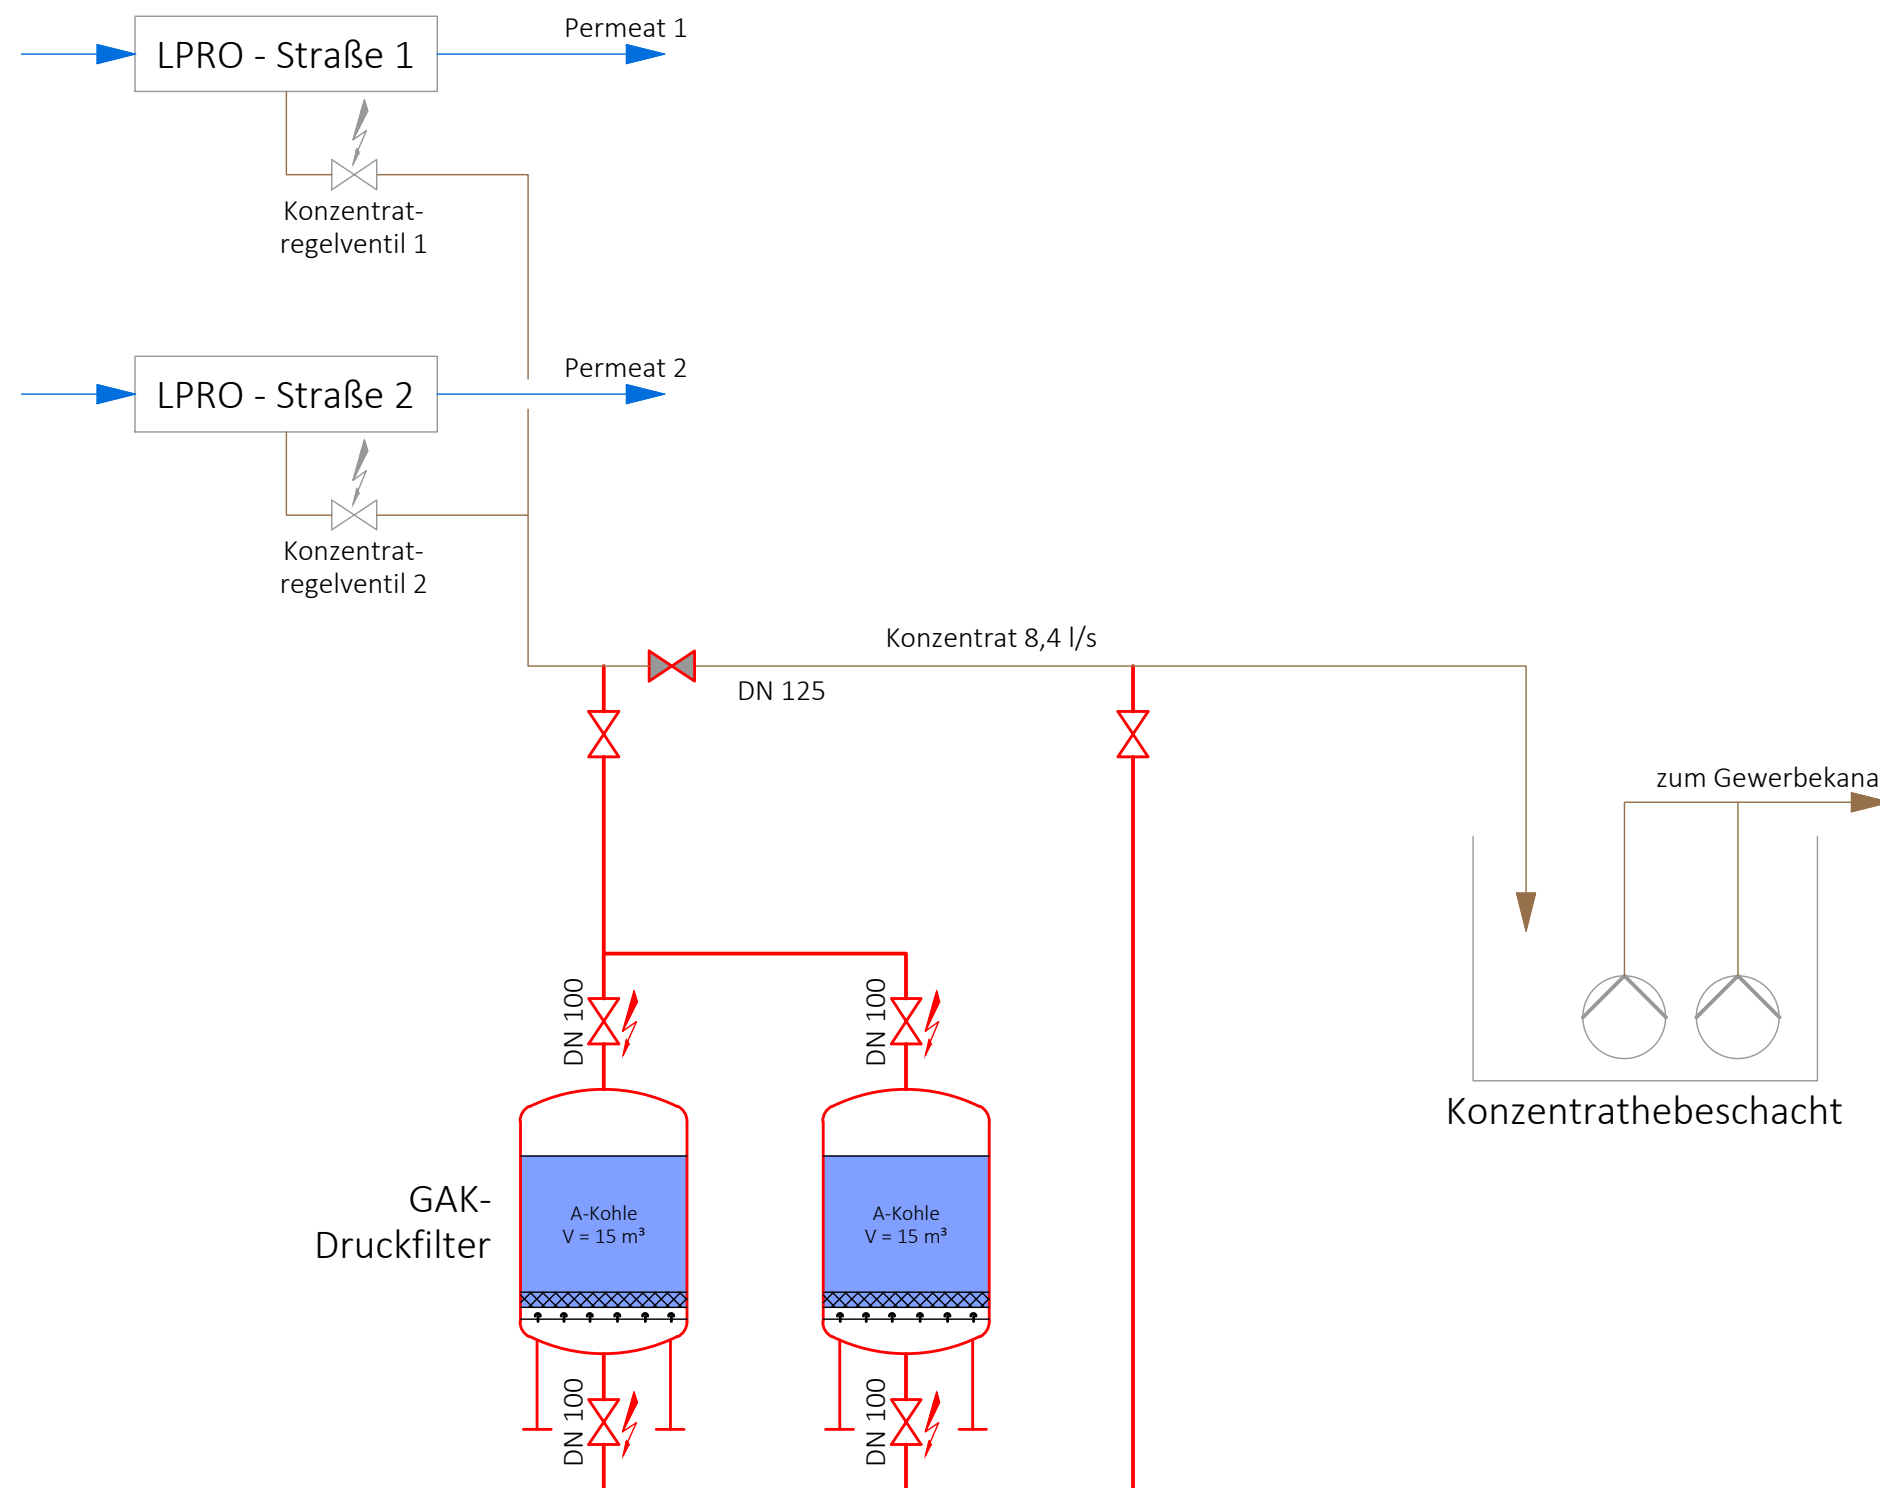 Permeat 1
LPRO - Straße 1
Konzentrat-
regelventil 1
Permeat 2
LPRO - Straße 2
Konzentrat-
regelventil 2
Konzentrat 8,4 l/s
DN 125
zum Gewerbekana
DN 100
DN 100
Konzentrathebeschacht
GAK-
Druckfilter
A-Kohle
V = 15 m³
A-Kohle
V = 15 m³
DN 100
DN 100